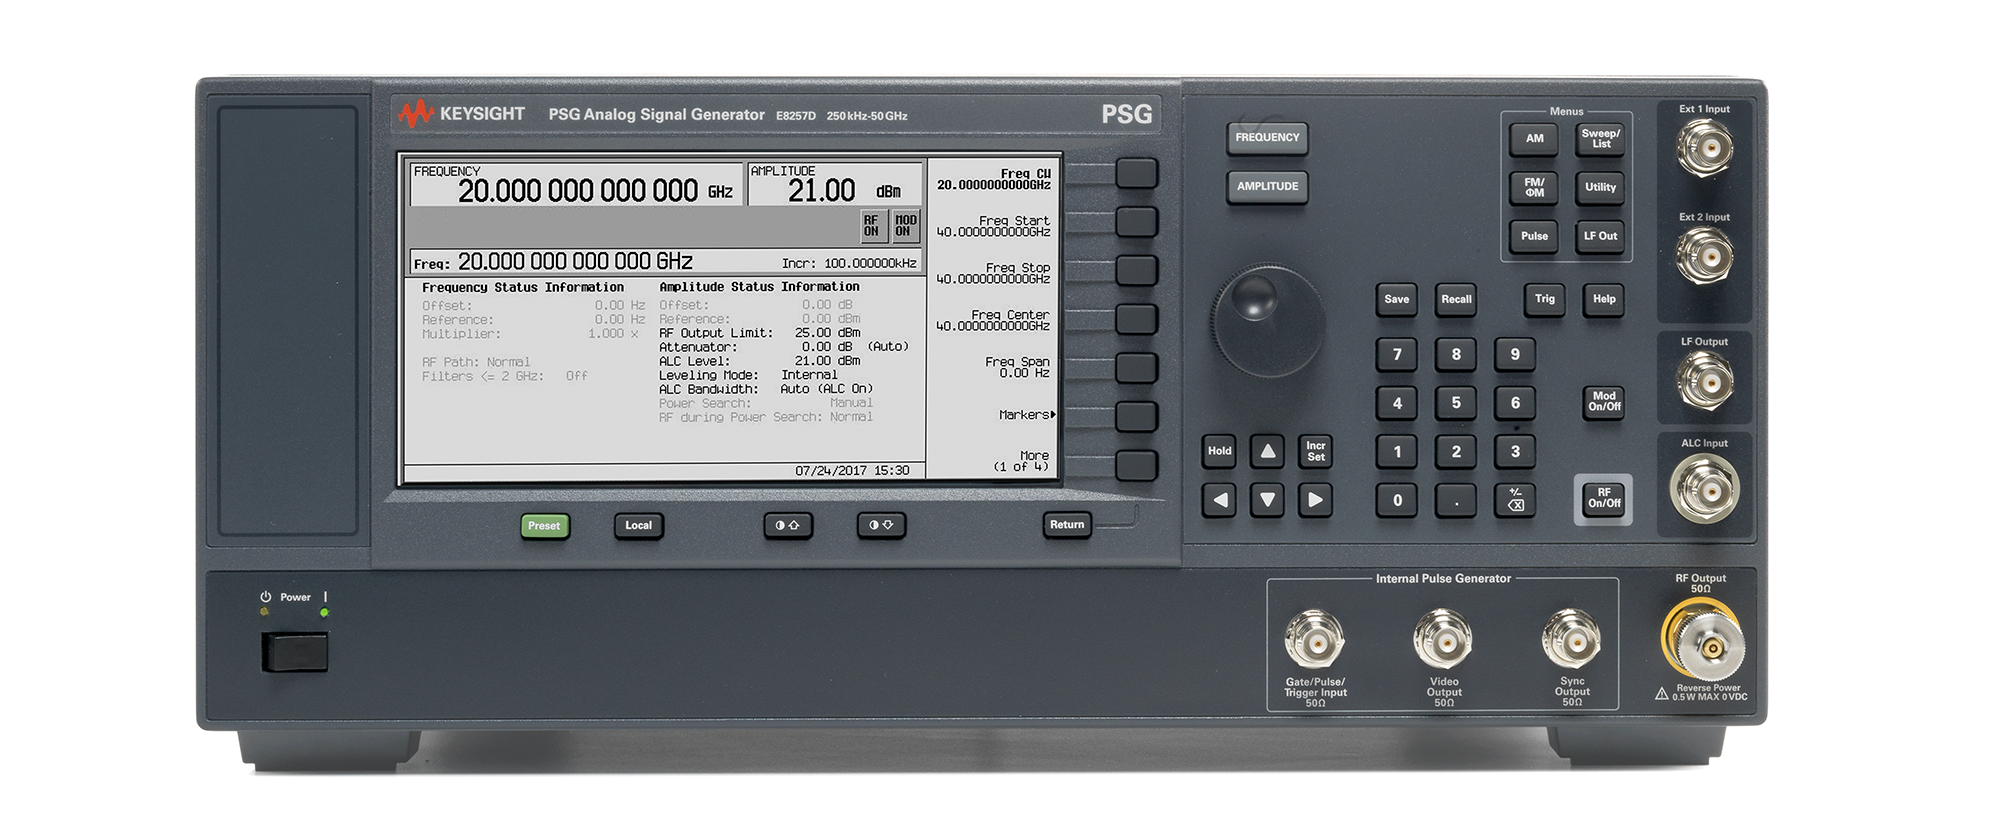 KEYSIGHT PSG Analog Signal Generator E8257D 250 kHz-50 GHz PSG
FREQUENCY
20.000 000 000 000 GHz
AMPLITUDE
21.00 dBm
RF
ON
MOD
ON
Freq: 20.000 000 000 000 GHz Incr: 100.000000kHz
Frequency Status Information
Offset: 0.00 Hz
Reference: 0.00 Hz
Multiplier: 1.000 x
RF Path: Normal
Filters <= 2 GHz: Off
Amplitude Status Information
Offset: 0.00 dB
Reference: 0.00 dBm
RF Output Limit: 25.00 dBm
Attenuator: 0.00 dB (Auto)
ALC Level: 21.00 dBm
Leveling Mode: Internal
ALC Bandwidth: Auto (ALC On)
Power Search: Manual
RF during Power Search: Normal
07/24/2017 15:30
Freq CW
20.0000000000GHz
Freq Start
40.0000000000GHz
Freq Stop
40.0000000000GHz
Freq Center
40.0000000000GHz
Freq Span
0.00 Hz
Markers
More
(1 of 4)
Preset
Local
Return
FREQUENCY
AMPLITUDE
Menus
AM
Sweep/
List
FM/
ΦM
Utility
Pulse
LF Out
Save
Recall
Trig
Help
7 8 9
4 5 6
Mod
On/Off
Hold
Incr
Set
1 2 3
0 . +/-
RF
On/Off
Ext 1 Input
Ext 2 Input
LF Output
ALC Input
Power
Internal Pulse Generator
Gate/Pulse/
Trigger Input
50Ω
Video
Output
50Ω
Sync
Output
50Ω
RF Output
50Ω
Reverse Power
0.5 W MAX 0 VDC